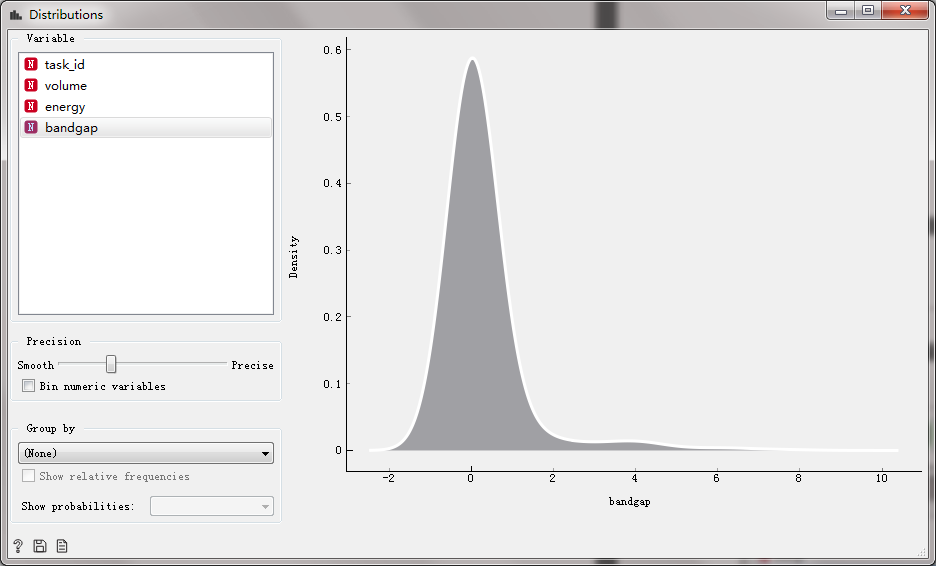 Distributions
Variable
N task_id
N volume
N energy
N bandgap
Precision
Smooth Precise
Bin numeric variables
Group by
(None)
Show relative frequencies
Show probabilities:
?
Density
0.6
0.5
0.4
0.3
0.2
0.1
0
-2 0 2 4 6 8 10
bandgap